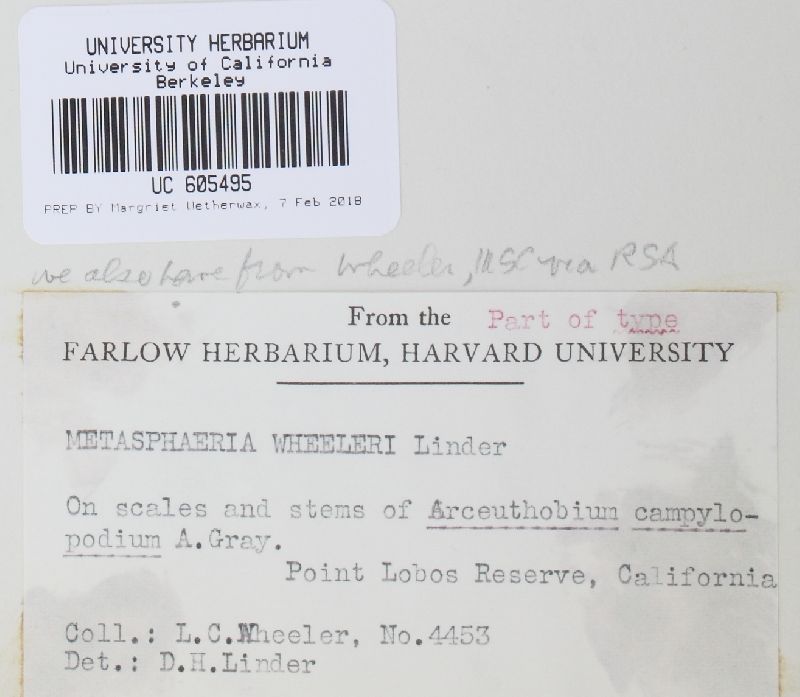 UNIVERSITY HERBARIUM
University of California
Berkeley
UC 605495
PREP BY Margriet Wetherwax, 7 Feb 2018
we also have from Wheeler, via RSA
From the Part of type
FARLOW HERBARIUM, HARVARD UNIVERSITY
METASPHAERIA WHEELERI Linder
On scales and stems of Arceuthobium campylo-
podium A.Gray.
Point Lobos Reserve, California
Coll.: L.C.Wheeler, No.4453
Det.: D.H.Linder